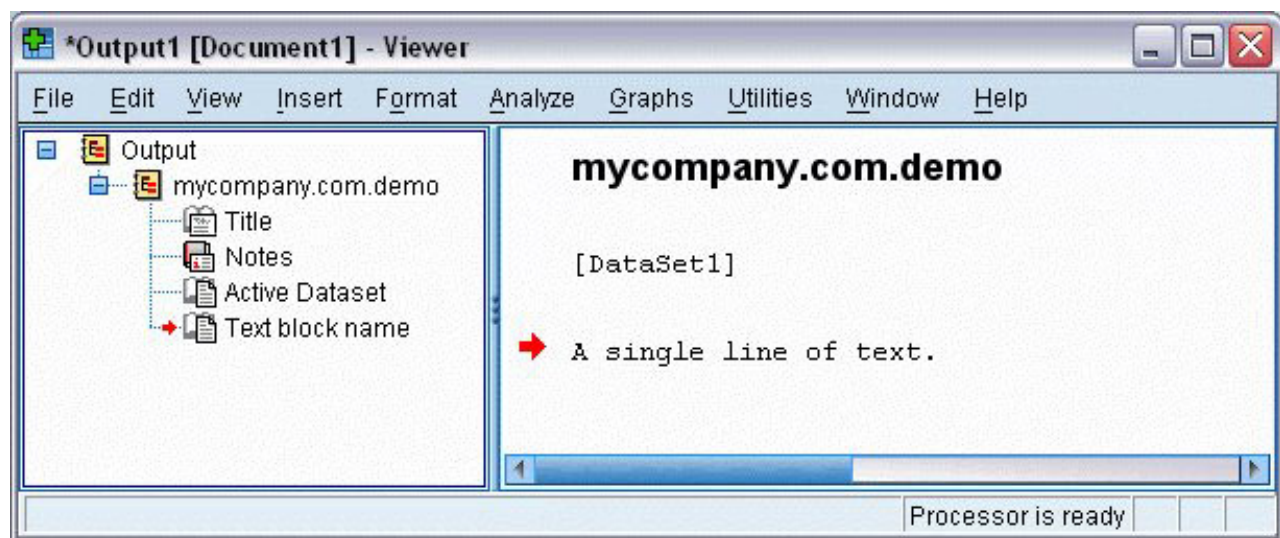 *Output1 [Document1] - Viewer
File Edit View Insert Format Analyze Graphs Utilities Window Help
Output
mycompany.com.demo
Title
Notes
Active Dataset
Text block name
mycompany.com.demo
[DataSet1]
A single line of text.
Processor is ready